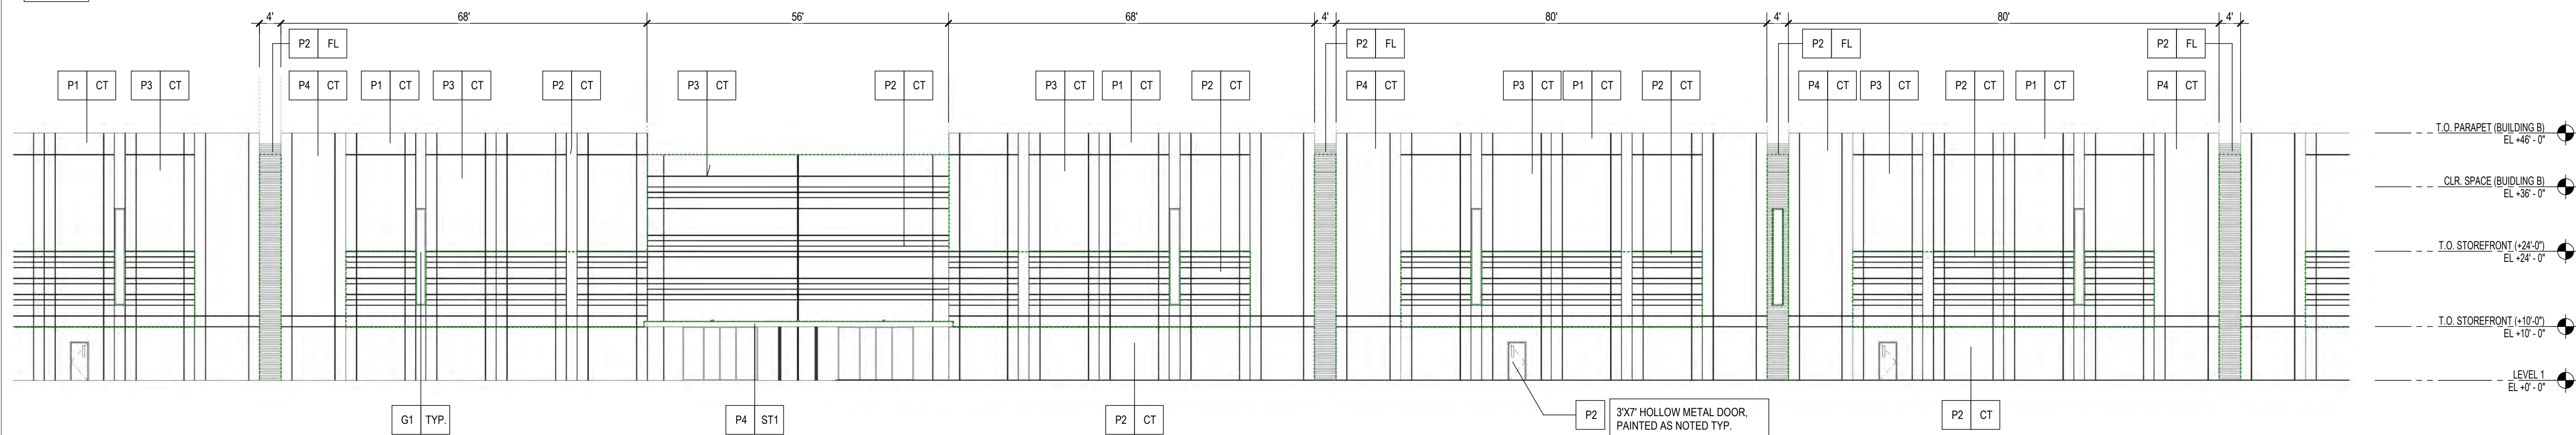 4' 68' 56' 68' 4' 80' 4' 80' 4'
P2 FL P2 FL P2 FL P2 FL
P1 CT P3 CT P4 CT P1 CT P3 CT P2 CT P3 CT P2 CT P3 CT P1 CT P2 CT P4 CT P3 CT P1 CT P2 CT P4 CT P3 CT P2 CT P1 CT P4 CT
T.O. PARAPET (BUILDING B)
EL +46' - 0"
CLR. SPACE (BUIDLING B)
EL +36' - 0"
T.O. STOREFRONT (+24'-0")
EL +24' - 0"
T.O. STOREFRONT (+10'-0")
EL +10' - 0"
LEVEL 1
EL +0' - 0"
G1 TYP. P4 ST1 P2 CT P2 3'X7' HOLLOW METAL DOOR,
PAINTED AS NOTED TYP.
P2 CT